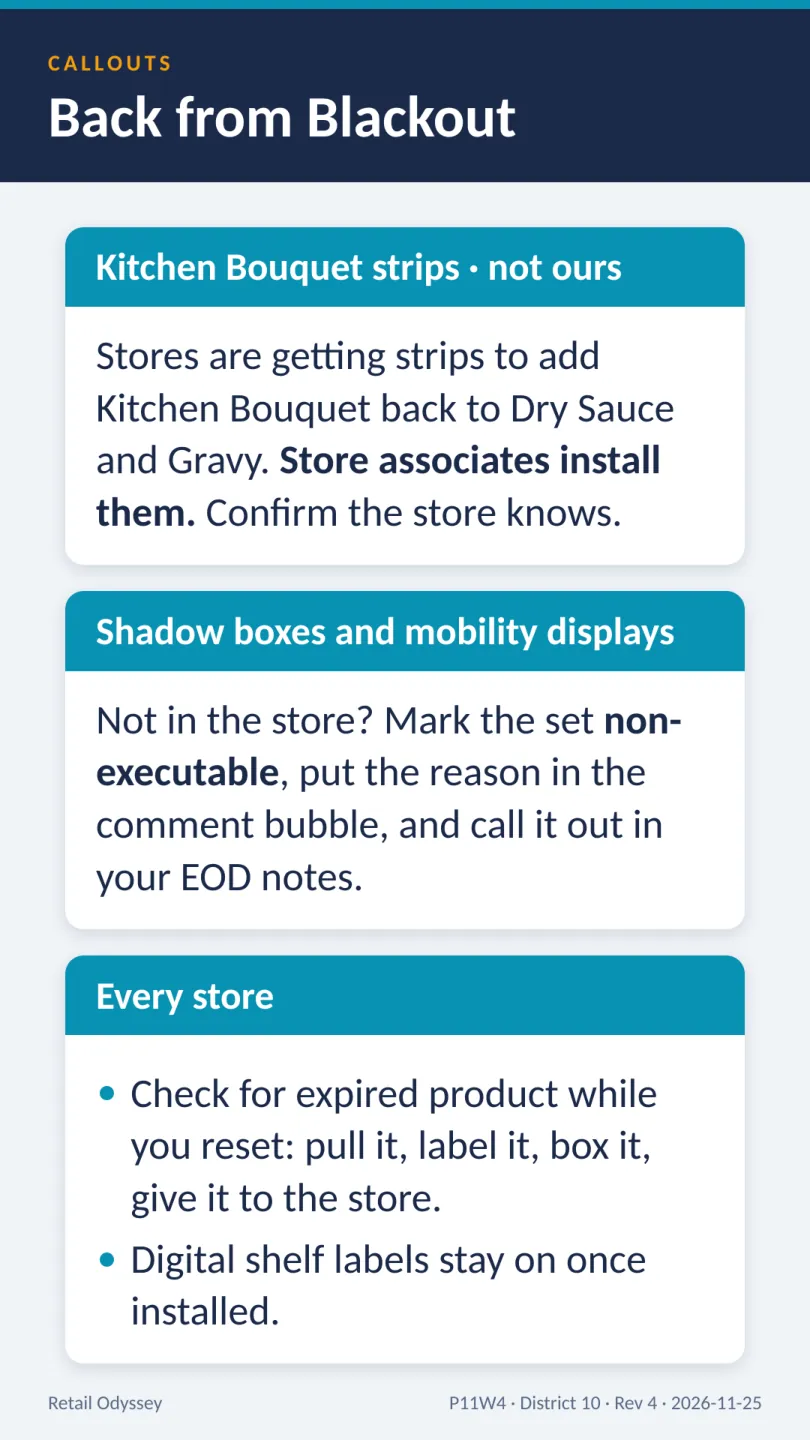 CALLOUTS
Back from Blackout
Kitchen Bouquet strips · not ours
Stores are getting strips to add
Kitchen Bouquet back to Dry Sauce
and Gravy. Store associates install
them. Confirm the store knows.
Shadow boxes and mobility displays
Not in the store? Mark the set non-
executable, put the reason in the
comment bubble, and call it out in
your EOD notes.
Every store
• Check for expired product while
you reset: pull it, label it, box it,
give it to the store.
• Digital shelf labels stay on once
installed.
Retail Odyssey
P11W4 · District 10 · Rev 4 · 2026-11-25